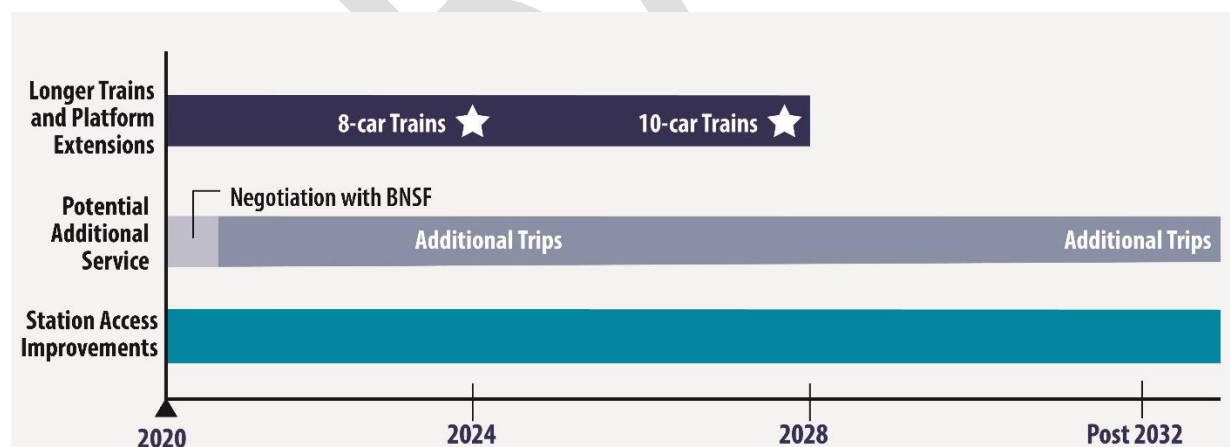 Longer Trains
and Platform
Extensions
8-car Trains
10-car Trains
Negotiation with BNSF
Potential
Additional
Service
Additional Trips
Additional Trips
Station Access
Improvements
2020
2024
2028
Post 2032